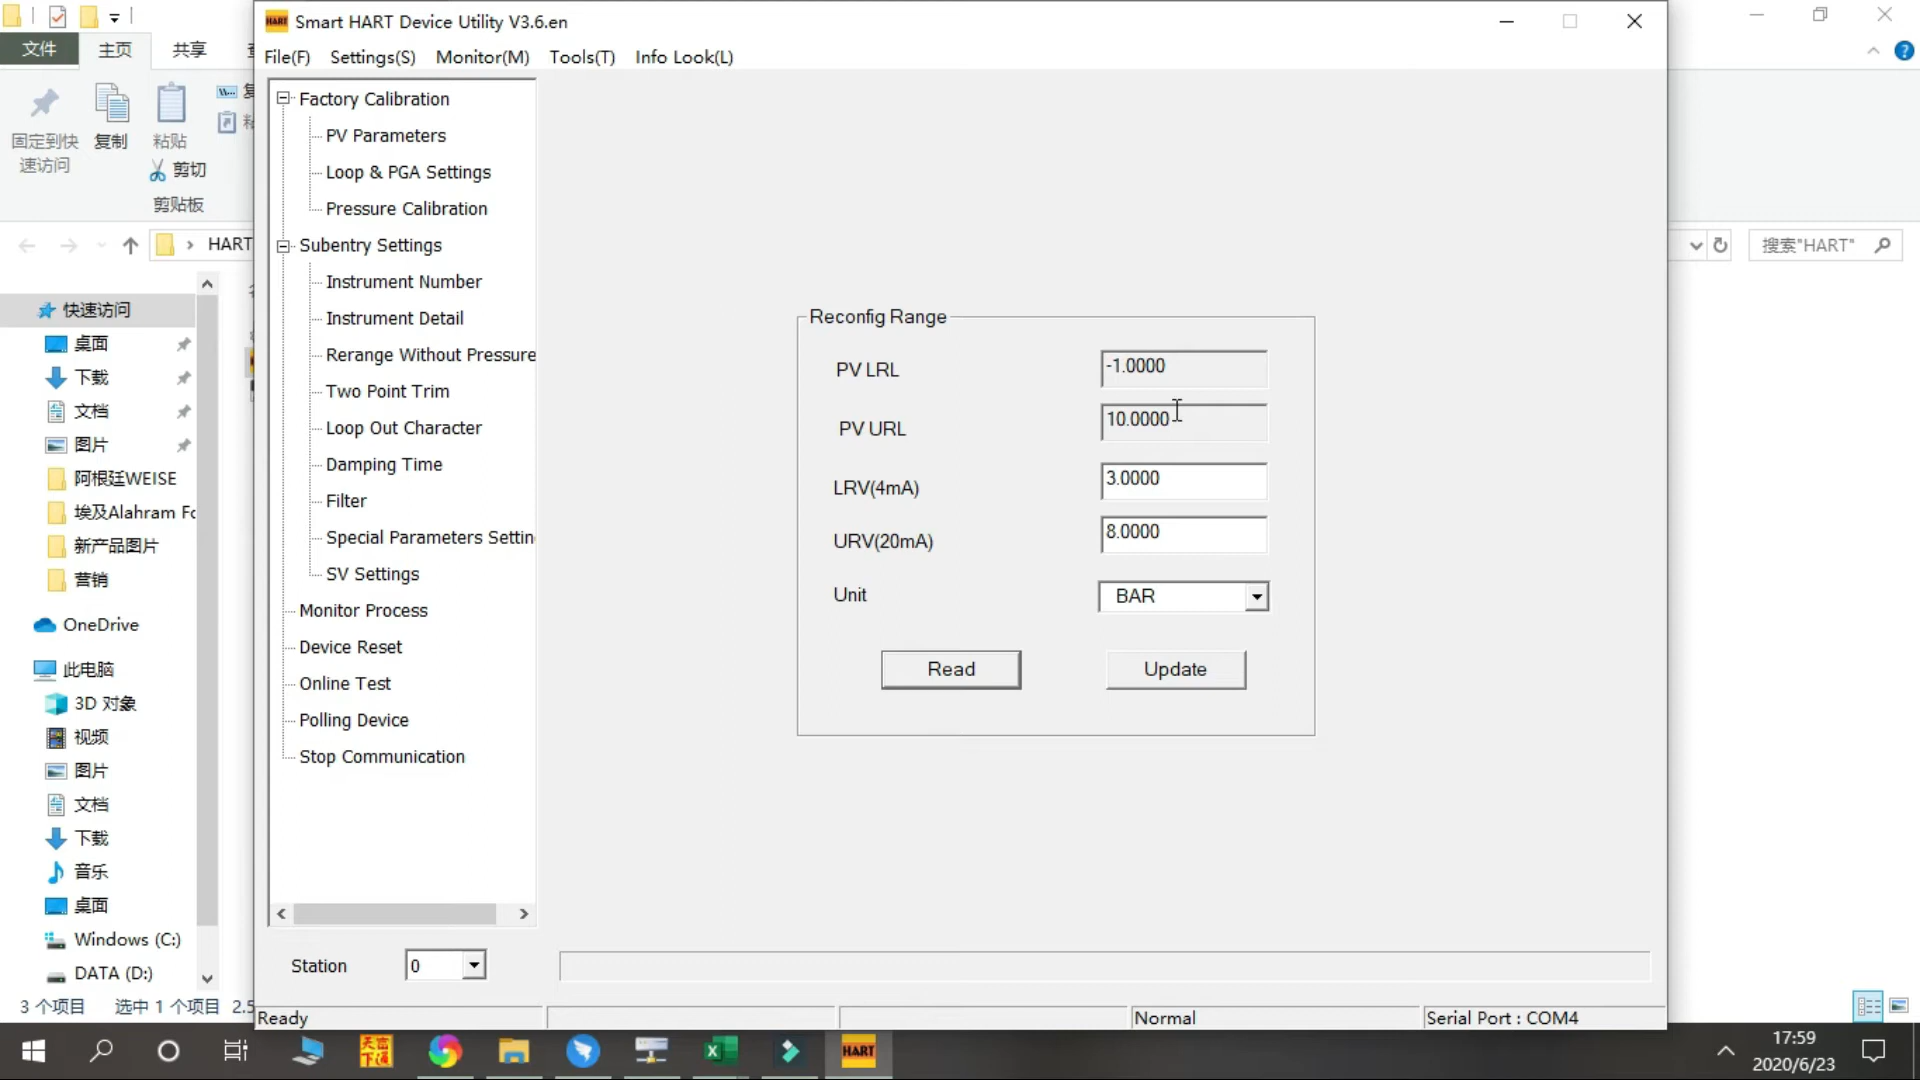 HART Smart HART Device Utility V3.6.en
文件 主页 共享
File(F) Settings(S) Monitor(M) Tools(T) Info Look(L)
固定到快
速访问
复制
粘贴
剪切
剪贴板
HART
搜索"HART"
快速访问
桌面
下载
文档
图片
阿根廷WEISE
埃及Alahram Fo
新产品图片
营销
OneDrive
此电脑
3D 对象
视频
图片
文档
下载
音乐
桌面
Windows (C:)
DATA (D:)
3 个项目 选中 1 个项目 2.5
Factory Calibration
PV Parameters
Loop & PGA Settings
Pressure Calibration
Subentry Settings
Instrument Number
Instrument Detail
Rerange Without Pressure
Two Point Trim
Loop Out Character
Damping Time
Filter
Special Parameters Settin
SV Settings
Monitor Process
Device Reset
Online Test
Polling Device
Stop Communication
Station 0
Reconfig Range
PV LRL -1.0000
PV URL 10.0000
LRV(4mA) 3.0000
URV(20mA) 8.0000
Unit BAR
Read Update
Ready Normal Serial Port : COM4
HART
17:59
2020/6/23